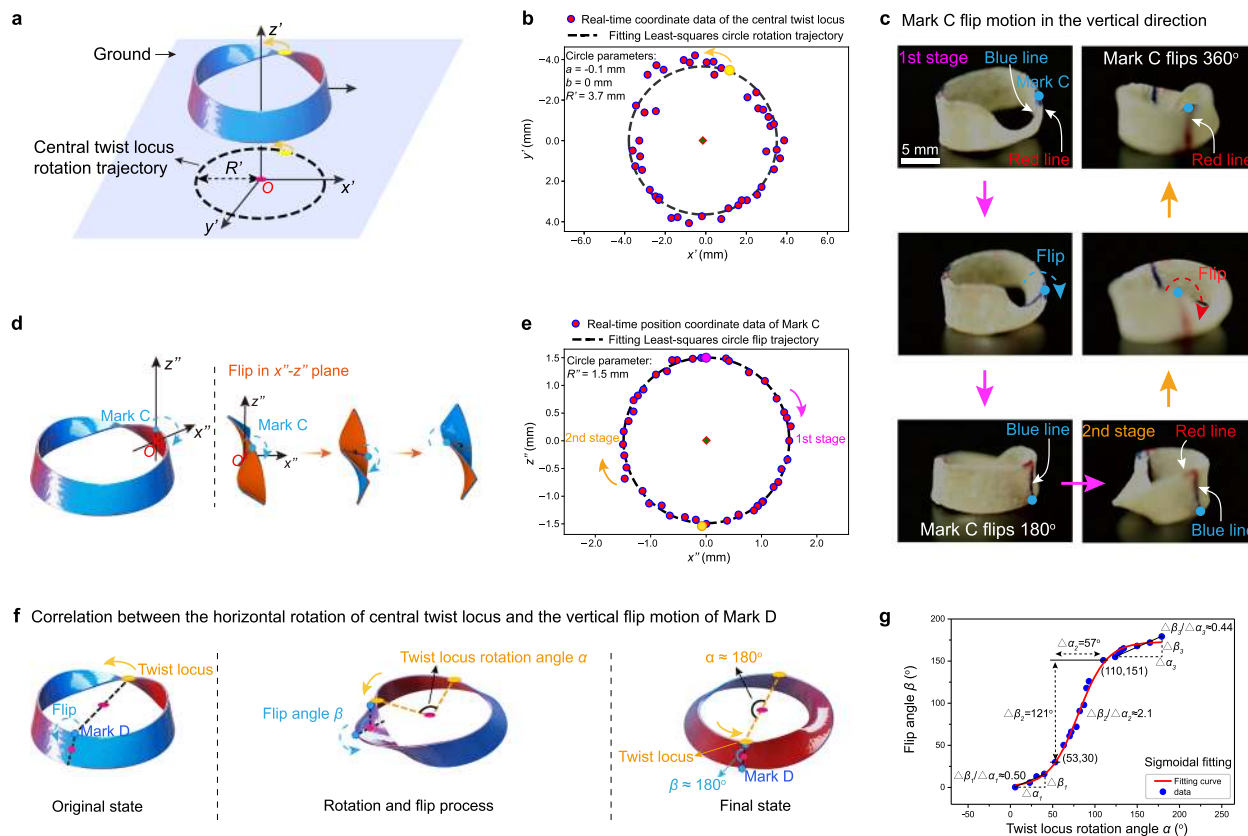 a
z′
Ground
Central twist locus
rotation trajectory
R′
O
x′
y′
b
Real-time coordinate data of the central twist locus
Fitting Least-squares circle rotation trajectory
Circle parameters:
a = -0.1 mm
b = 0 mm
R′ = 3.7 mm
−4.0
−2.0
0.0
2.0
4.0
y′ (mm)
−6.0 −4.0 −2.0 0.0 2.0 4.0 6.0
x′ (mm)
c Mark C flip motion in the vertical direction
1st stage
Blue line
Mark C
Red line
5 mm
Mark C flips 360°
Red line
Flip
Flip
Blue line
Mark C flips 180°
2nd stage
Red line
Blue line
d
z″
Mark C
x″
O
Flip in x″-z″ plane
z″
Mark C
O
x″
e
Real-time position coordinate data of Mark C
Fitting Least-squares circle flip trajectory
Circle parameter:
R″ = 1.5 mm
2nd stage
1st stage
1.5
1.0
0.5
0.0
−0.5
−1.0
−1.5
z″ (mm)
−2.0 −1.0 0.0 1.0 2.0
x″ (mm)
f Correlation between the horizontal rotation of central twist locus and the vertical flip motion of Mark D
Twist locus
Flip
Mark D
Original state
Twist locus rotation angle α
Flip angle β
Rotation and flip process
α ≈ 180°
Twist locus
Mark D
β ≈ 180°
Final state
g
200
150
100
50
0
Flip angle β (°)
△β₃/△α₃≈0.44
△α₂=57°
△β₃
△α₃
(110,151)
△β₂=121°
△β₂/△α₂≈2.1
(53,30)
△β₁/△α₁≈0.50
△β₁
△α₁
Sigmoidal fitting
Fitting curve
data
0 50 100 150 200 250
Twist locus rotation angle α (°)